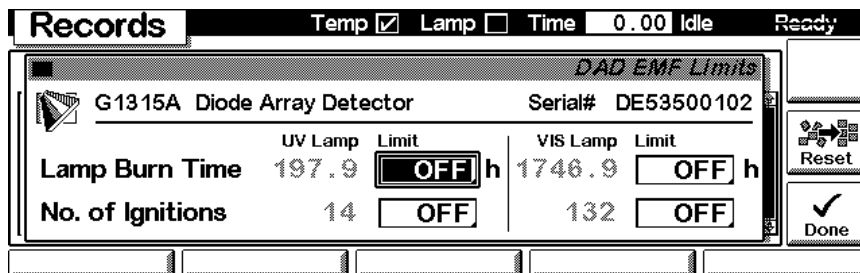 Records Temp Lamp Time 0.00 Idle Ready
DAD EMF Limits
G1315A Diode Array Detector Serial# DE53500102
UV Lamp Limit VIS Lamp Limit
Lamp Burn Time 197.9 OFF h 1746.9 OFF h
No. of Ignitions 14 OFF 132 OFF
Reset
Done